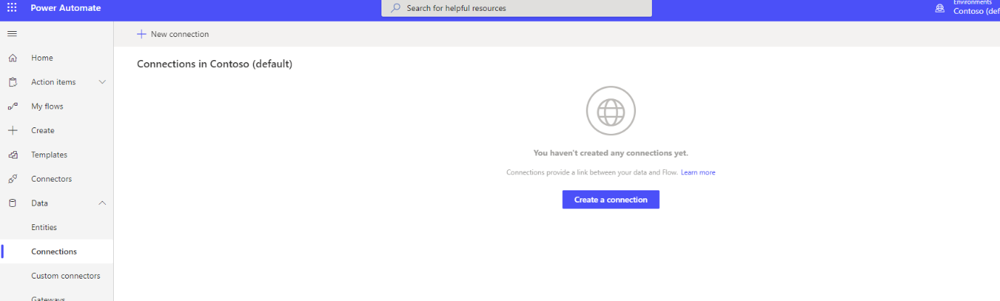 Power Automate
Search for helpful resources
Environments
Contoso (def
New connection
Home
Connections in Contoso (default)
Action items
My flows
Create
Templates
You haven't created any connections yet.
Connections provide a link between your data and Flow. Learn more
Connectors
Data
Create a connection
Entities
Connections
Custom connectors
Gateways